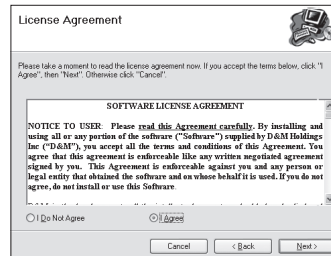 License Agreement
Please take a moment to read the license agreement now. If you accept the terms below, click "I
Agree", then "Next". Otherwise click "Cancel".
SOFTWARE LICENSE AGREEMENT
NOTICE TO USER: Please read this Agreement carefully. By installing and
using all or any portion of the software ("Software") supplied by D&M Holdings
Inc ("D&M"), you accept all the terms and conditions of this Agreement. You
agree that this agreement is enforceable like any written negotiated agreement
signed by you. This Agreement is enforceable against you and any person or
legal entity that obtained the software and on whose behalf it is used. If you do not
agree, do not install or use this Software.
I Do Not Agree
I Agree
Cancel
< Back
Next >